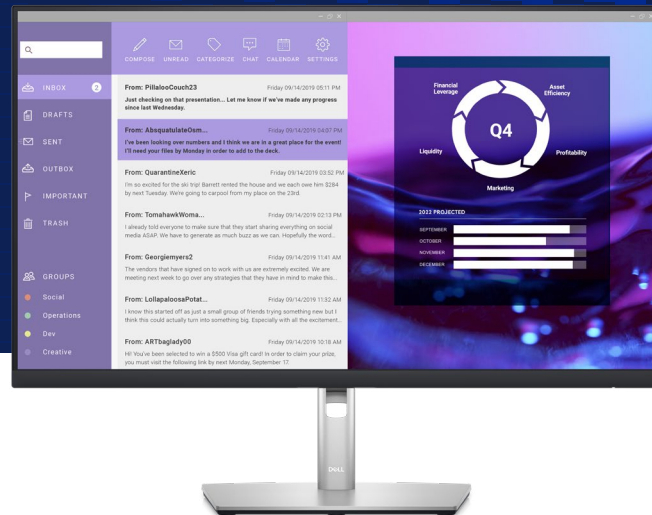 COMPOSE UNREAD CATEGORIZE CHAT CALENDAR SETTINGS
INBOX 2
DRAFTS
SENT
OUTBOX
IMPORTANT
TRASH
GROUPS
Social
Operations
Dev
Creative
From: PillalooCouch23 Friday 09/14/2019 05:11 PM
Just checking on that presentation... Let me know if we've made any progress
since last Wednesday.
From: AbsquatulateOsm... Friday 09/14/2019 04:57 PM
I've been looking over numbers and I think we are in a great place for the event!
I'll need your files by Monday in order to add to the deck.
From: QuarantineXeric Friday 09/14/2019 03:52 PM
I'm so excited for the ski trip! Barrett rented the house and we each owe him $284
by next Tuesday. We're going to carpool from my place on the 23rd.
From: TomahawkWoma... Friday 09/14/2019 02:13 PM
I already told everyone to make sure that they start sharing everything on social
media ASAP. We have to generate as much buzz as we can. Hopefully the word...
From: Georgiemyers2 Friday 09/14/2019 11:41 AM
The vendors that have signed on to work with us are extremely excited. We are
meeting next week to go over any strategies that they have in mind to make this...
From: LollapaloosaPotat... Friday 09/14/2019 11:32 AM
I know this started off as just a small group of friends trying something new but I
think this could actually turn into something big. Especially with all the excitement...
From: ARTbaglady00 Friday 09/14/2019 10:18 AM
Hi! You've been selected to win a $500 Visa gift card! In order to claim your prize,
you must visit the following link by next Monday, September 17.
Financial
Leverage
Asset
Efficiency
Q4
Liquidity
Profitability
Marketing
2022 PROJECTED
SEPTEMBER
OCTOBER
NOVEMBER
DECEMBER
DELL